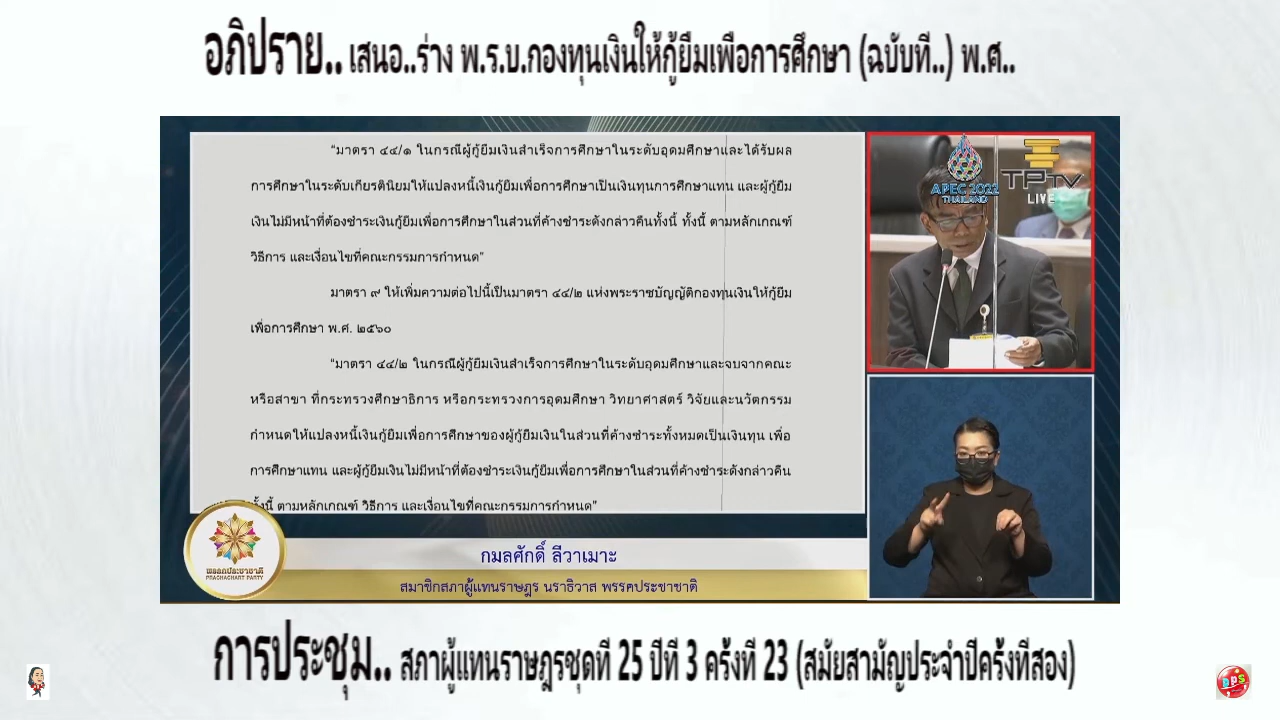 อภิปราย.. เสนอ..ร่าง พ.ร.บ.กองทุนเงินให้กู้ยืมเพื่อการศึกษา (ฉบับที่..) พ.ศ..
“มาตรา ๔๔/๑ ในกรณีผู้กู้ยืมเงินสำเร็จการศึกษาในระดับอุดมศึกษาและได้รับผล
การศึกษาในระดับเกียรตินิยมให้แปลงหนี้เงินกู้ยืมเพื่อการศึกษาเป็นเงินทุนการศึกษาแทน และผู้กู้ยืม
เงินไม่มีหน้าที่ต้องชำระเงินกู้ยืมเพื่อการศึกษาในส่วนที่ค้างชำระดังกล่าวคืนทั้งนี้ ทั้งนี้ ตามหลักเกณฑ์
วิธีการ และเงื่อนไขที่คณะกรรมการกำหนด”
มาตรา ๙ ให้เพิ่มความต่อไปนี้เป็นมาตรา ๔๔/๒ แห่งพระราชบัญญัติกองทุนเงินให้กู้ยืม
เพื่อการศึกษา พ.ศ. ๒๕๖๐
“มาตรา ๔๔/๒ ในกรณีผู้กู้ยืมเงินสำเร็จการศึกษาในระดับอุดมศึกษาและจบจากคณะ
หรือสาขา ที่กระทรวงศึกษาธิการ หรือกระทรวงการอุดมศึกษา วิทยาศาสตร์ วิจัยและนวัตกรรม
กำหนดให้แปลงหนี้เงินกู้ยืมเพื่อการศึกษาของผู้กู้ยืมเงินในส่วนที่ค้างชำระทั้งหมดเป็นเงินทุน เพื่อ
การศึกษาแทน และผู้กู้ยืมเงินไม่มีหน้าที่ต้องชำระเงินกู้ยืมเพื่อการศึกษาในส่วนที่ค้างชำระดังกล่าวคืน
ทั้งนี้ ตามหลักเกณฑ์ วิธีการ และเงื่อนไขที่คณะกรรมการกำหนด”
APEC 2022
THAILAND
TPTV
LIVE
พรรคประชาชาติ
PRACHACHART PARTY
กมลศักดิ์ ลีวาเมาะ
สมาชิกสภาผู้แทนราษฎร นราธิวาส พรรคประชาชาติ
การประชุม.. สภาผู้แทนราษฎรชุดที่ 25 ปีที่ 3 ครั้งที่ 23 (สมัยสามัญประจำปีครั้งที่สอง)
DPS